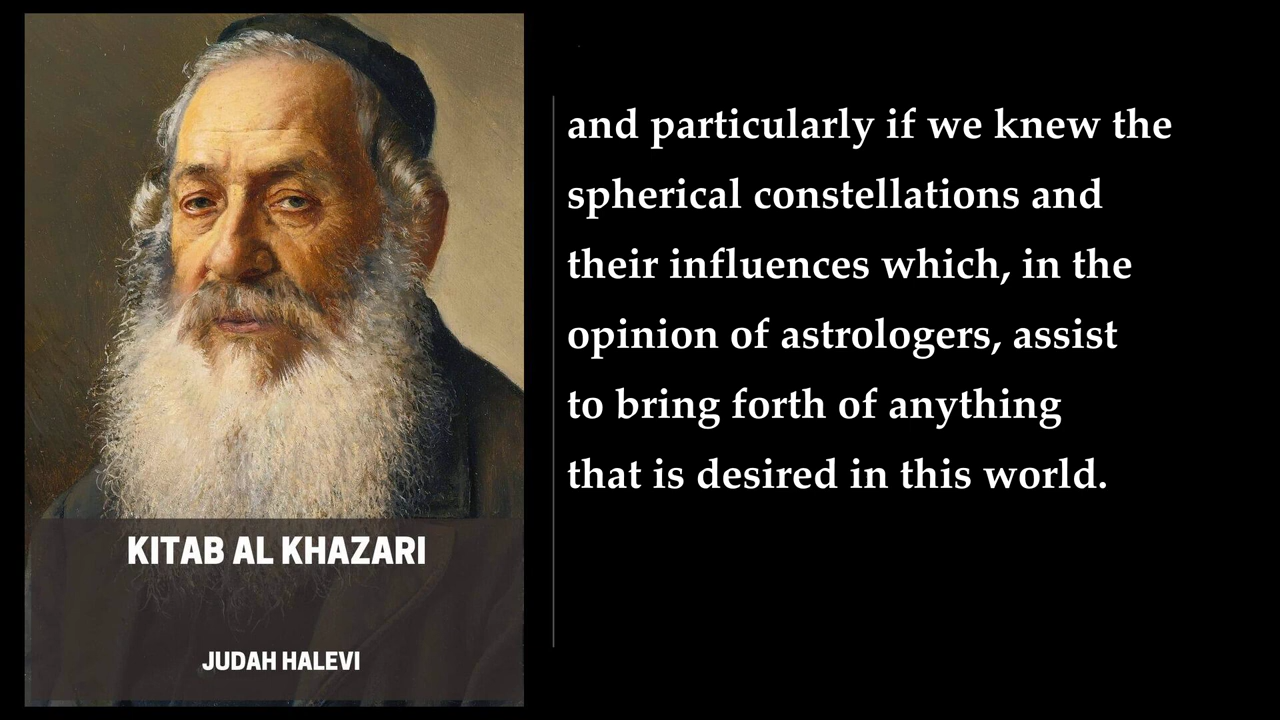 KITAB AL KHAZARI
JUDAH HALEVI
and particularly if we knew the
spherical constellations and
their influences which, in the
opinion of astrologers, assist
to bring forth of anything
that is desired in this world.